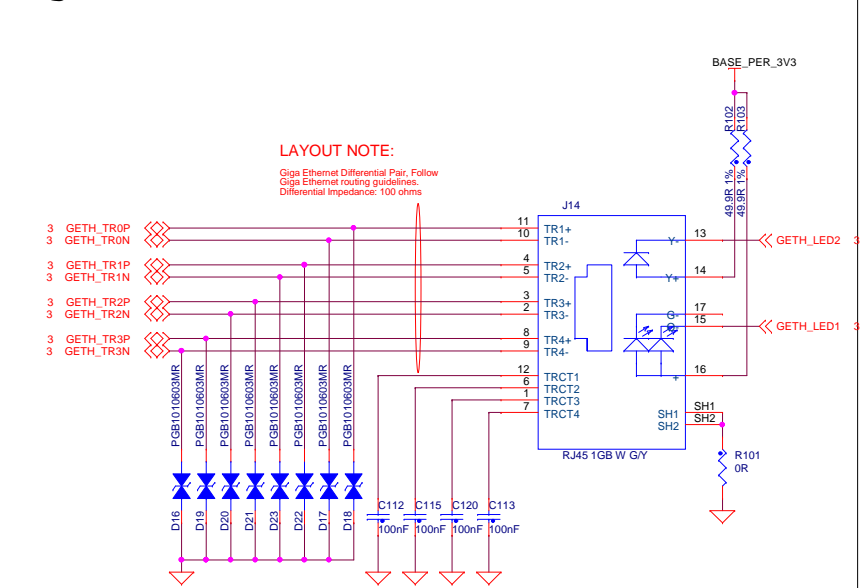 BASE_PER_3V3
R102
R103
49.9R 1%
49.9R 1%
LAYOUT NOTE:
Giga Ethernet Differential Pair, Follow
Giga Ethernet routing guidelines.
Differential Impedance: 100 ohms
J14
3 GETH_TR0P 11 TR1+
3 GETH_TR0N 10 TR1-
Y- 13 GETH_LED2 3
3 GETH_TR1P 4 TR2+
3 GETH_TR1N 5 TR2-
Y+ 14
3 GETH_TR2P 3 TR3+
3 GETH_TR2N 2 TR3-
G- 17
15 GETH_LED1 3
3 GETH_TR3P 8 TR4+
3 GETH_TR3N 9 TR4-
12 TRCT1
+ 16
6 TRCT2
1 TRCT3
7 TRCT4
SH1 SH1
SH2 SH2
RJ45 1GB W G/Y
R101
0R
PGB1010603MR
PGB1010603MR
PGB1010603MR
PGB1010603MR
PGB1010603MR
PGB1010603MR
PGB1010603MR
PGB1010603MR
D16
D19
D20
D21
D23
D22
D17
D18
C112
100nF
C115
100nF
C120
100nF
C113
100nF